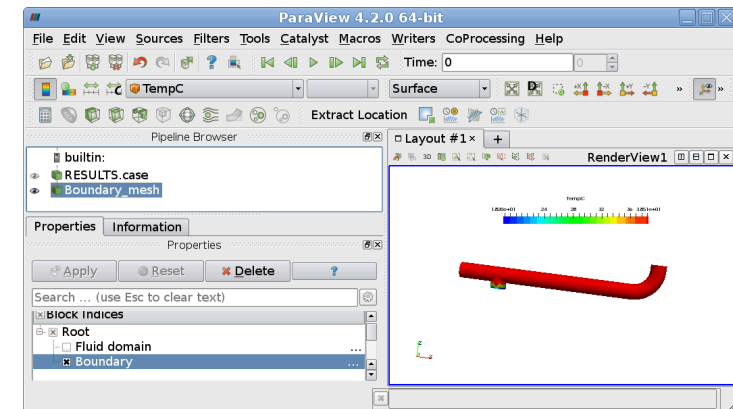 ParaView 4.2.0 64-bit
File Edit View Sources Filters Tools Catalyst Macros Writers CoProcessing Help
Time: 0 0
TempC Surface
Extract Location
Pipeline Browser
builtin:
RESULTS.case
Boundary_mesh
Properties Information
Properties
Apply Reset Delete ?
Search ... (use Esc to clear text)
Block Indices
Root
Fluid domain ...
Boundary ...
Layout #1 +
3D RenderView1
TempC
24 28 32 36